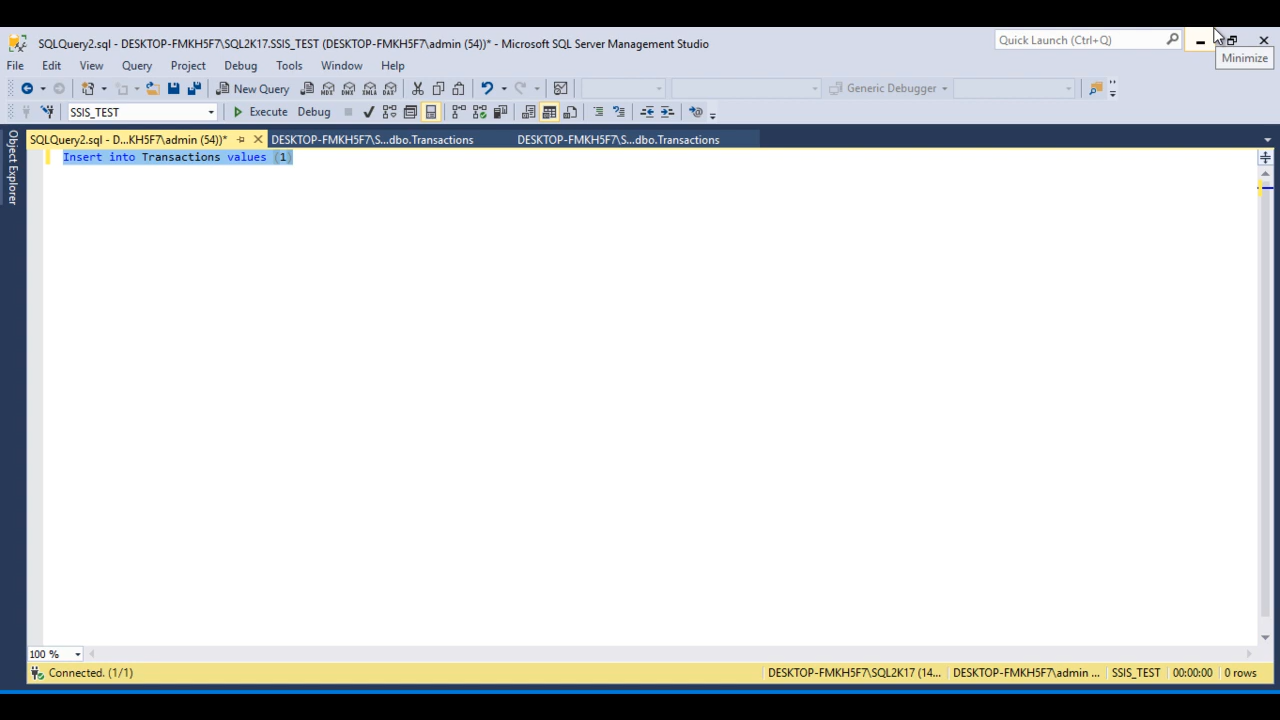 SQLQuery2.sql - DESKTOP-FMKH5F7\SQL2K17.SSIS_TEST (DESKTOP-FMKH5F7\admin (54))* - Microsoft SQL Server Management Studio
Quick Launch (Ctrl+Q)
Minimize
File Edit View Query Project Debug Tools Window Help
New Query
Generic Debugger
SSIS_TEST
Execute Debug
SQLQuery2.sql - D...KH5F7\admin (54))* DESKTOP-FMKH5F7\S...dbo.Transactions DESKTOP-FMKH5F7\S...dbo.Transactions
Object Explorer
Insert into Transactions values (1)
100 %
Connected. (1/1) DESKTOP-FMKH5F7\SQL2K17 (14... DESKTOP-FMKH5F7\admin ... SSIS_TEST 00:00:00 0 rows